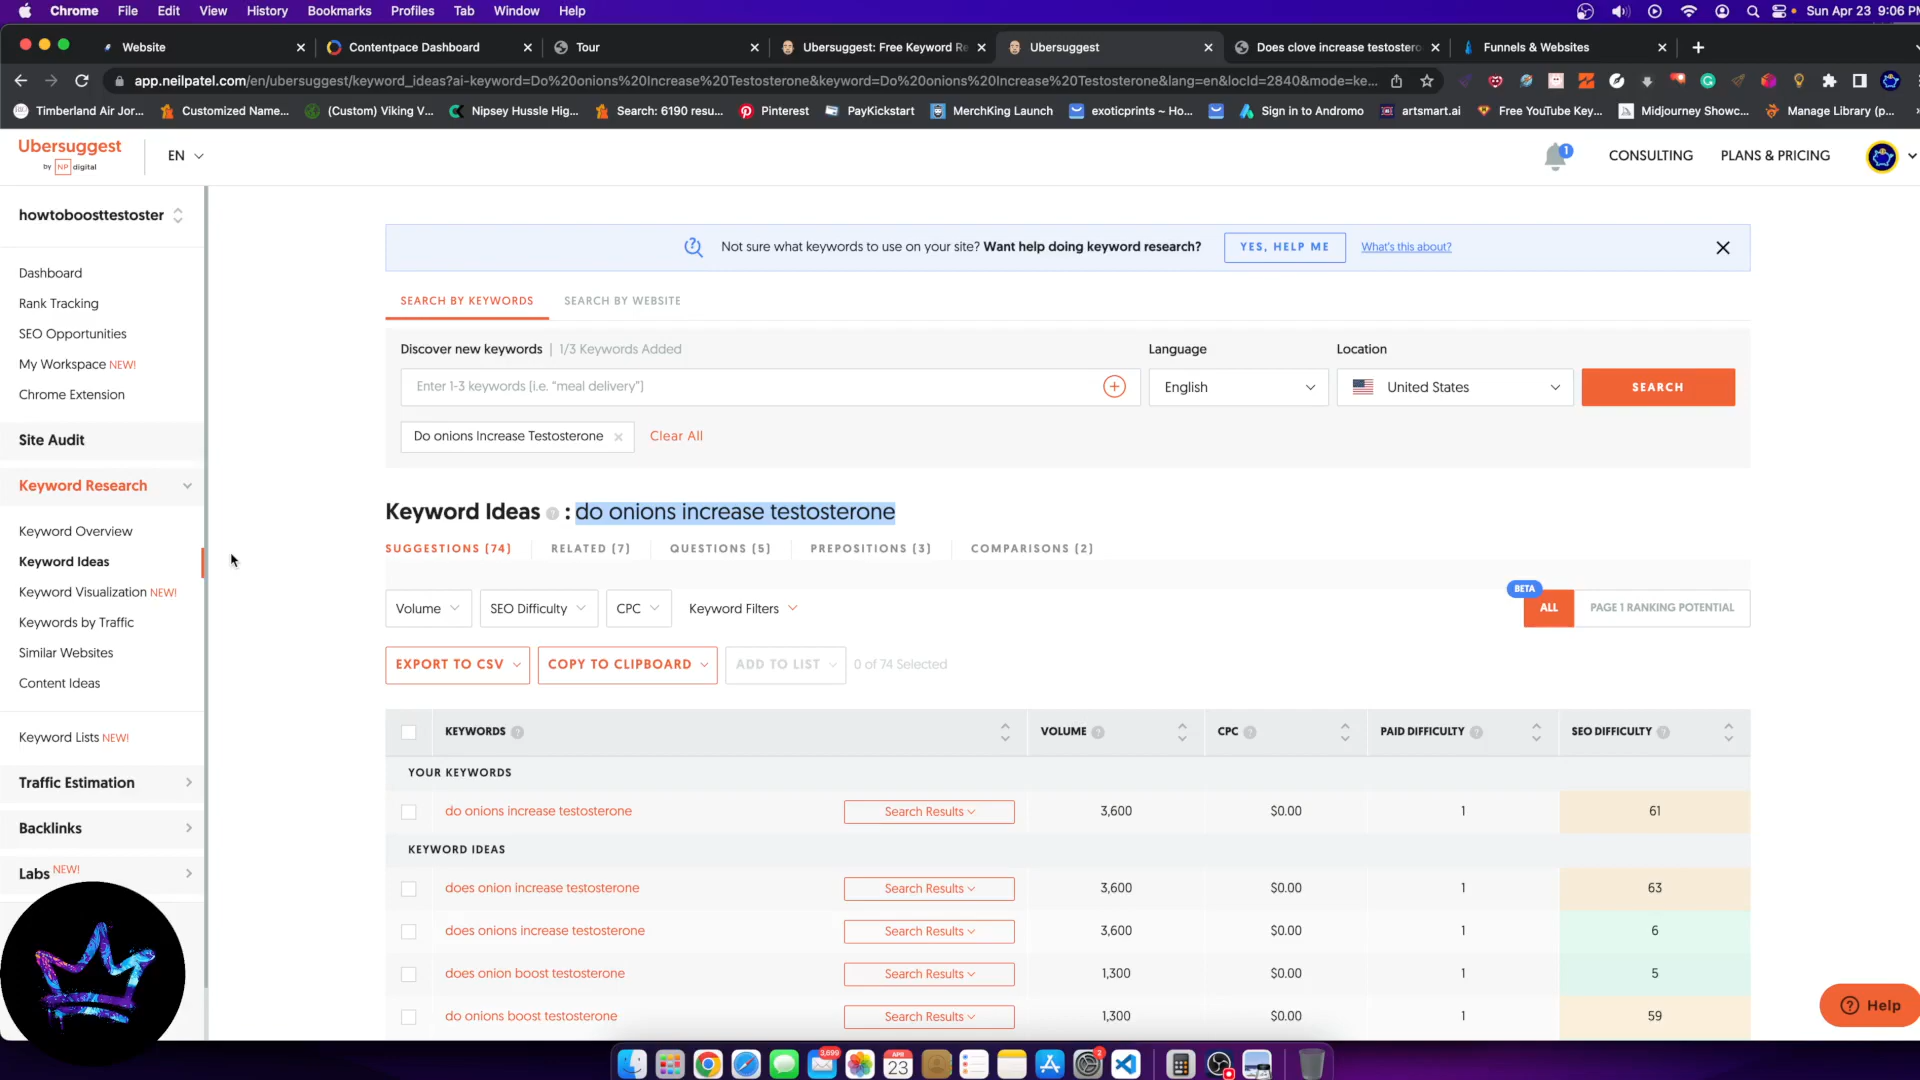 Chrome File Edit View History Bookmarks Profiles Tab Window Help Sun Apr 23 9:06 PM
Website Contentpace Dashboard Tour Ubersuggest: Free Keyword Re Ubersuggest Does clove increase testostero Funnels & Websites
app.neilpatel.com/en/ubersuggest/keyword_ideas?ai-keyword=Do%20onions%20Increase%20Testosterone&keyword=Do%20onions%20Increase%20Testosterone&lang=en&locId=2840&mode=ke...
Timberland Air Jor... Customized Name... (Custom) Viking V... Nipsey Hussle Hig... Search: 6190 resu... Pinterest PayKickstart MerchKing Launch exoticprints ~ Ho... Sign in to Andromo artsmart.ai Free YouTube Key... Midjourney Showc... Manage Library (p...
Ubersuggest
by NP digital
EN
1
CONSULTING PLANS & PRICING
howtoboosttestoster
Dashboard
Rank Tracking
SEO Opportunities
My Workspace NEW!
Chrome Extension
Site Audit
Keyword Research
Keyword Overview
Keyword Ideas
Keyword Visualization NEW!
Keywords by Traffic
Similar Websites
Content Ideas
Keyword Lists NEW!
Traffic Estimation
Backlinks
Labs NEW!
Not sure what keywords to use on your site? Want help doing keyword research? YES, HELP ME What's this about?
SEARCH BY KEYWORDS SEARCH BY WEBSITE
Discover new keywords | 1/3 Keywords Added Language Location
Enter 1-3 keywords [i.e. “meal delivery”] English United States SEARCH
Do onions Increase Testosterone Clear All
Keyword Ideas : do onions increase testosterone
SUGGESTIONS (74) RELATED (7) QUESTIONS (5) PREPOSITIONS (3) COMPARISONS (2)
BETA
Volume SEO Difficulty CPC Keyword Filters ALL PAGE 1 RANKING POTENTIAL
EXPORT TO CSV COPY TO CLIPBOARD ADD TO LIST 0 of 74 Selected
KEYWORDS VOLUME CPC PAID DIFFICULTY SEO DIFFICULTY
YOUR KEYWORDS
do onions increase testosterone Search Results 3,600 $0.00 1 61
KEYWORD IDEAS
does onion increase testosterone Search Results 3,600 $0.00 1 63
does onions increase testosterone Search Results 3,600 $0.00 1 6
does onion boost testosterone Search Results 1,300 $0.00 1 5
do onions boost testosterone Search Results 1,300 $0.00 1 59
Help
3,699 APR 23 2